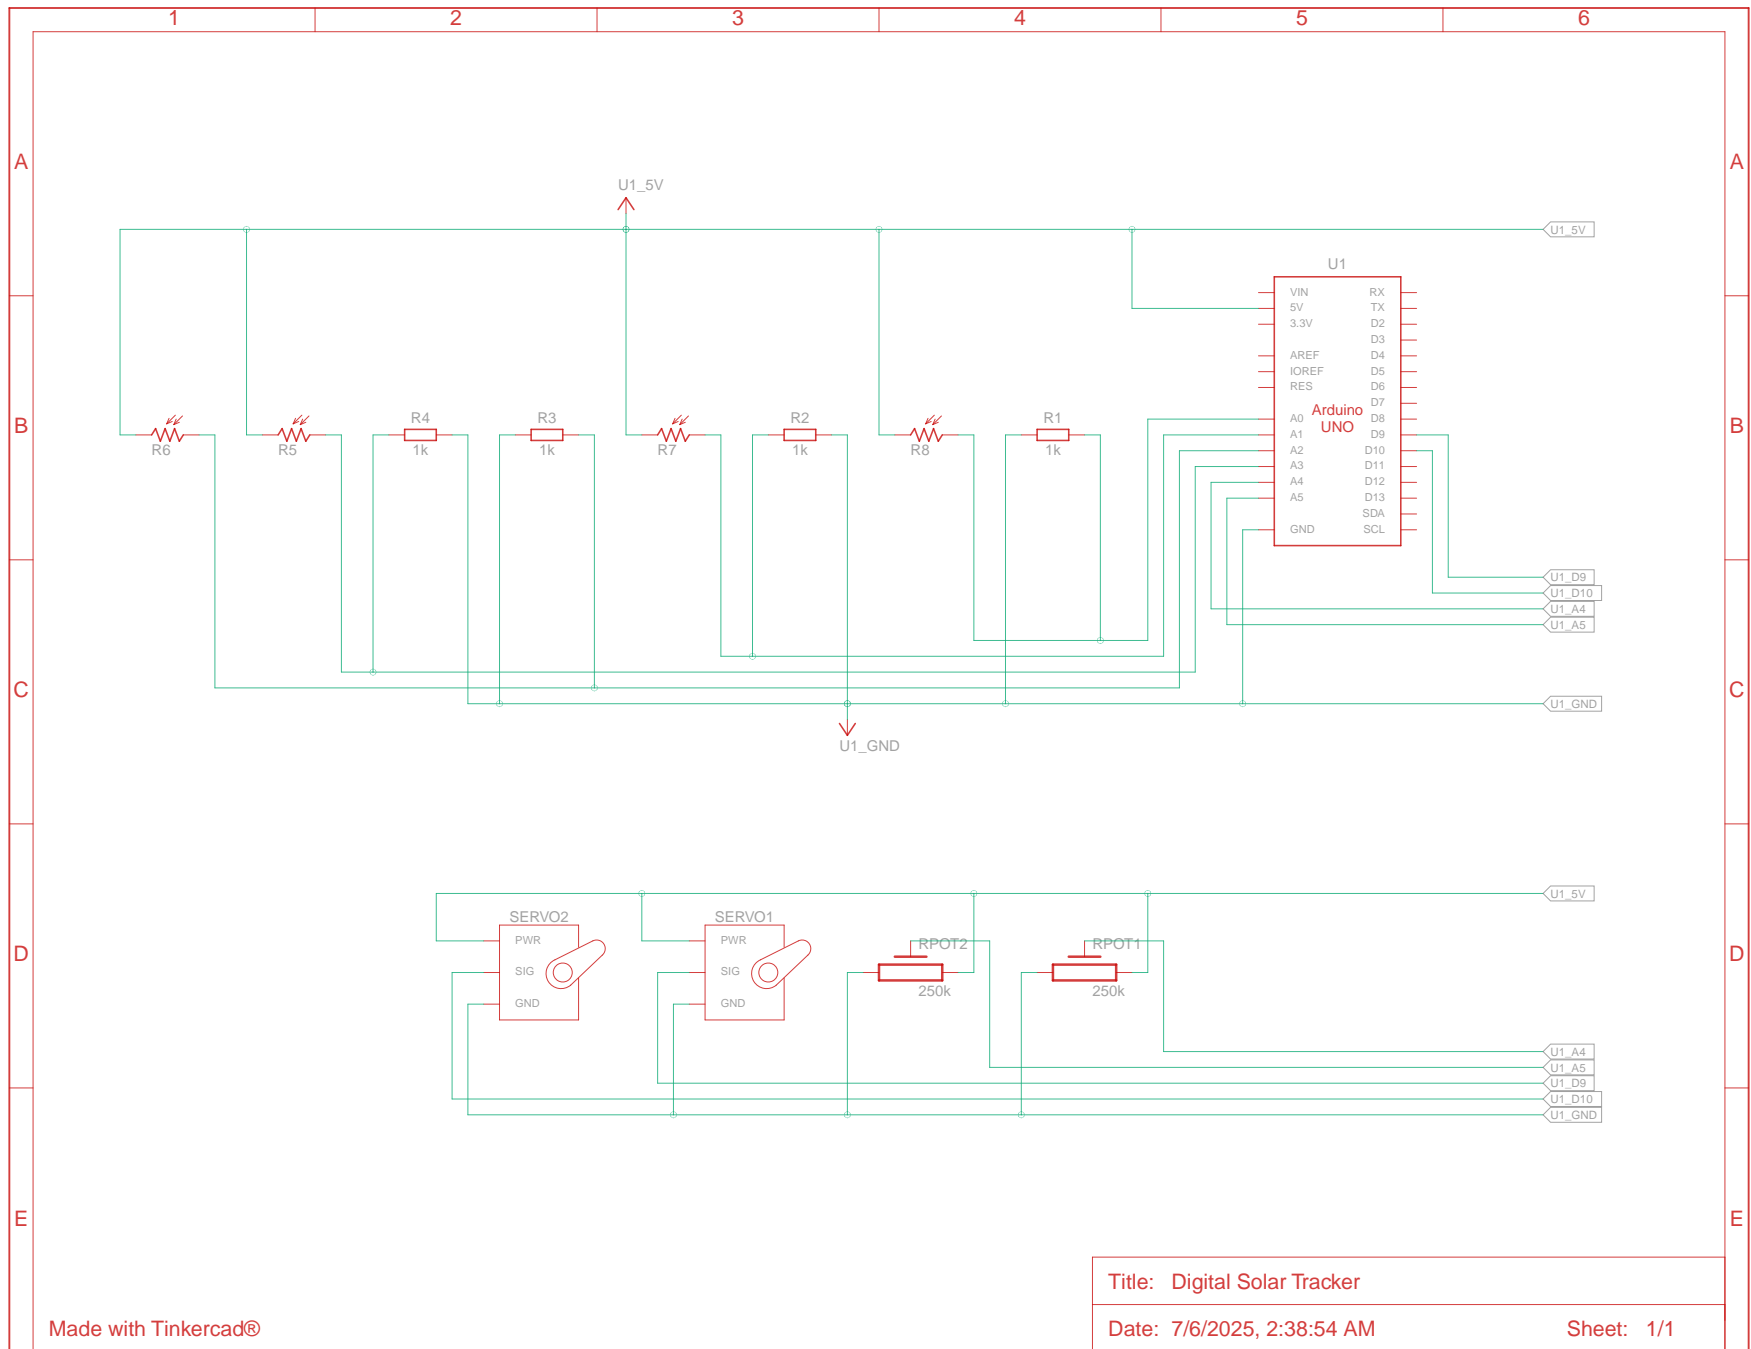 1 2 3 4 5 6
A A
U1_5V
U1_5V
U1
VIN RX
5V TX
3.3V D2
D3
AREF D4
IOREF D5
RES D6
D7
A0 Arduino D8
A1 UNO D9
A2 D10
A3 D11
A4 D12
A5 D13
SDA
GND SCL
B B
R4 R3 R2 R1
R6 R5 1k 1k R7 1k R8 1k
U1_D9
U1_D10
U1_A4
U1_A5
C C
U1_GND
U1_GND
U1_5V
SERVO2 SERVO1
PWR PWR RPOT2 RPOT1
D D
SIG SIG
250k 250k
GND GND
U1_A4
U1_A5
U1_D9
U1_D10
U1_GND
E E
Title: Digital Solar Tracker
Made with Tinkercad® Date: 7/6/2025, 2:38:54 AM Sheet: 1/1